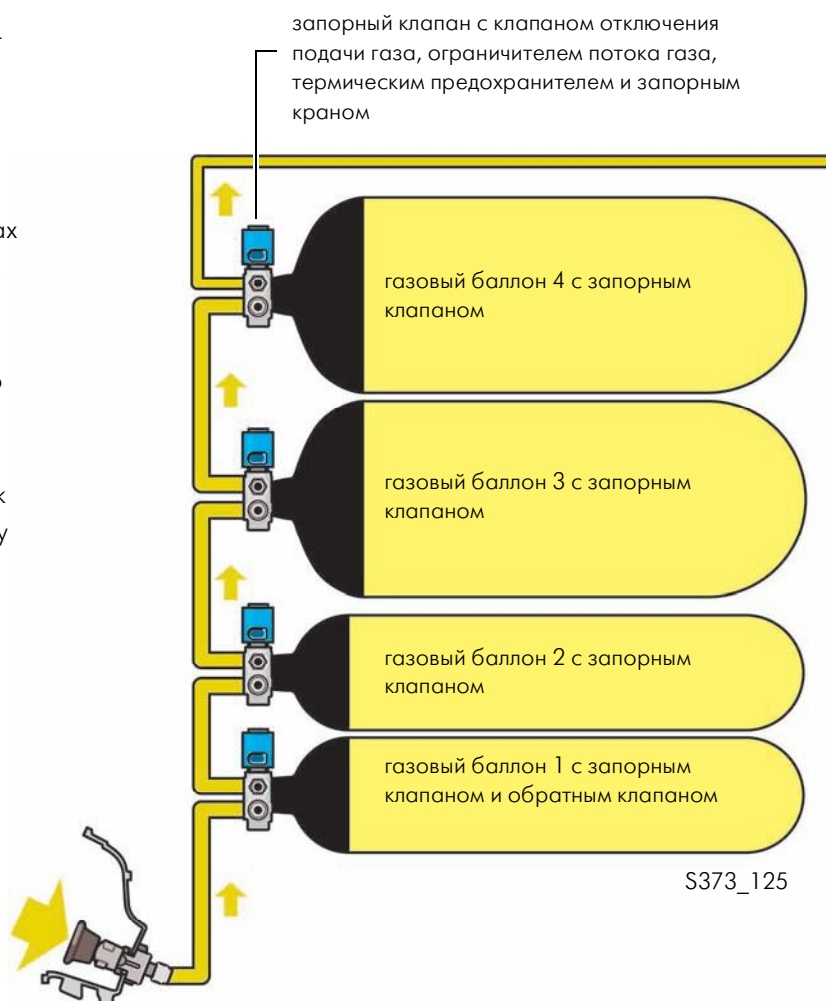 запорный клапан с клапаном отключения
подачи газа, ограничителем потока газа,
термическим предохранителем и запорным
краном
газовый баллон 4 с запорным
клапаном
газовый баллон 3 с запорным
клапаном
газовый баллон 2 с запорным
клапаном
газовый баллон 1 с запорным
клапаном и обратным клапаном
S373_125